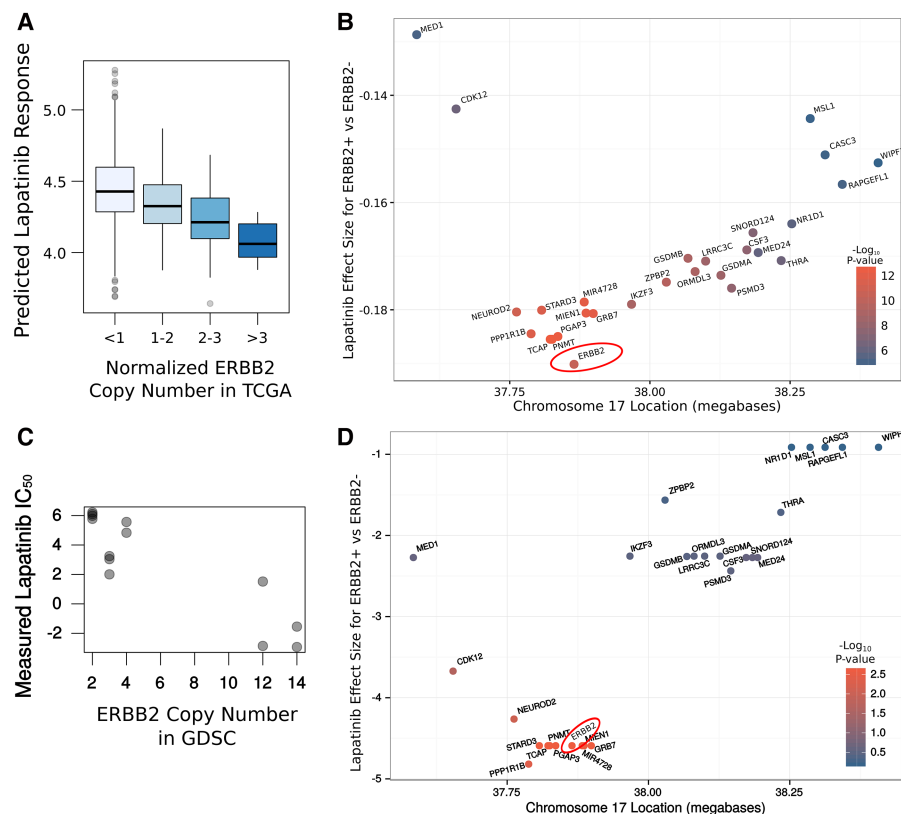 A
Predicted Lapatinib Response
5.0
4.5
4.0
<1
1-2
2-3
>3
Normalized ERBB2
Copy Number in TCGA
B
Lapatinib Effect Size for ERBB2+ vs ERBB2-
-0.14
-0.16
-0.18
MED1
CDK12
MSL1
CASC3
WIPF
RAPGEFL1
NR1D1
SNORD124
CSF3
MED24
THRA
GSDMB
LRRC3C
GSDMA
ZPBP2
ORMDL3
PSMD3
IKZF3
MIR4728
NEUROD2
STARD3
MIEN1
GRB7
PPP1R1B
PGAP3
TCAP
PNMT
ERBB2
-Log₁₀
P-value
12
10
8
6
37.75
38.00
38.25
Chromosome 17 Location (megabases)
C
Measured Lapatinib IC₅₀
6
4
2
0
-2
2
4
6
8
10
12
14
ERBB2 Copy Number
in GDSC
D
Lapatinib Effect Size for ERBB2+ vs ERBB2-
-1
-2
-3
-4
-5
NR1D1
MSL1
CASC3
RAPGEFL1
WIPF
ZPBP2
THRA
MED1
IKZF3
GSDMB
ORMDL3
LRRC3C
GSDMA
CSF3
SNORD124
MED24
PSMD3
CDK12
NEUROD2
STARD3
PNMT
ERBB2
MIEN1
GRB7
TCAP
PGAP3
MIR4728
PPP1R1B
-Log₁₀
P-value
2.5
2.0
1.5
1.0
0.5
37.75
38.00
38.25
Chromosome 17 Location (megabases)